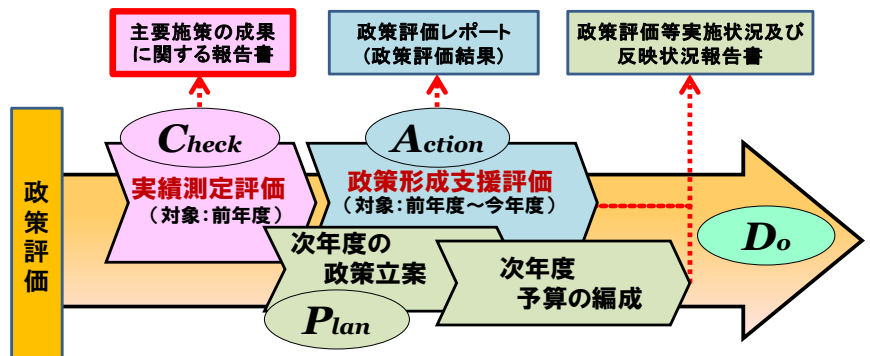 主要施策の成果
に関する報告書
政策評価レポート
(政策評価結果)
政策評価等実施状況及び
反映状況報告書
政策評価
Check
実績測定評価
(対象:前年度)
Action
政策形成支援評価
(対象:前年度~今年度)
次年度の
政策立案
Plan
次年度
予算の編成
Do